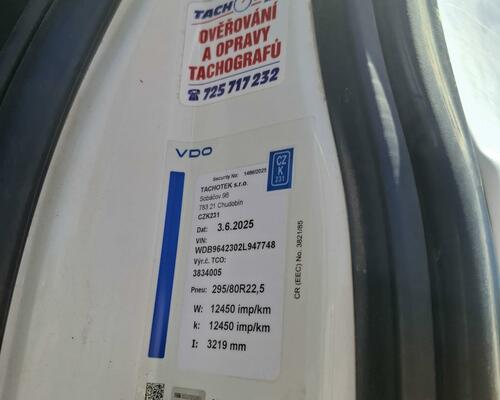 TACHO
OVĚŘOVÁNÍ
A OPRAVY
TACHOGRAFŮ
☎ 725 717 232
VDO
Security No: 1486/2025
TACHOTEK s.r.o.
Sobáčov 98
783 21 Chudobín
CZK231
Dat: 3.6.2025
VIN:
WDB9642302L947748
Výr.č. TCO:
3834005
Pneu: 295/80R22,5
W: 12450 imp/km
k: 12450 imp/km
I: 3219 mm
CZ
K
231
CR (EEC) No. 3821/85